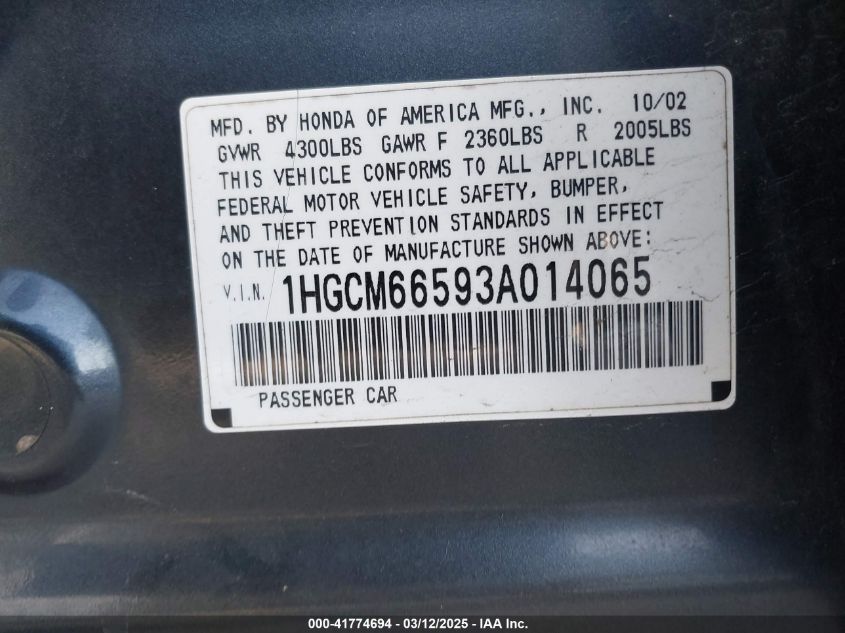 MFD. BY HONDA OF AMERICA MFG., INC. 10/02
GVWR 4300LBS GAWR F 2360LBS R 2005LBS
THIS VEHICLE CONFORMS TO ALL APPLICABLE
FEDERAL MOTOR VEHICLE SAFETY, BUMPER,
AND THEFT PREVENTION STANDARDS IN EFFECT
ON THE DATE OF MANUFACTURE SHOWN ABOVE:
V.I.N. 1HGCM66593A014065
PASSENGER CAR
000-41774694 — 03/12/2025 — IAA Inc.